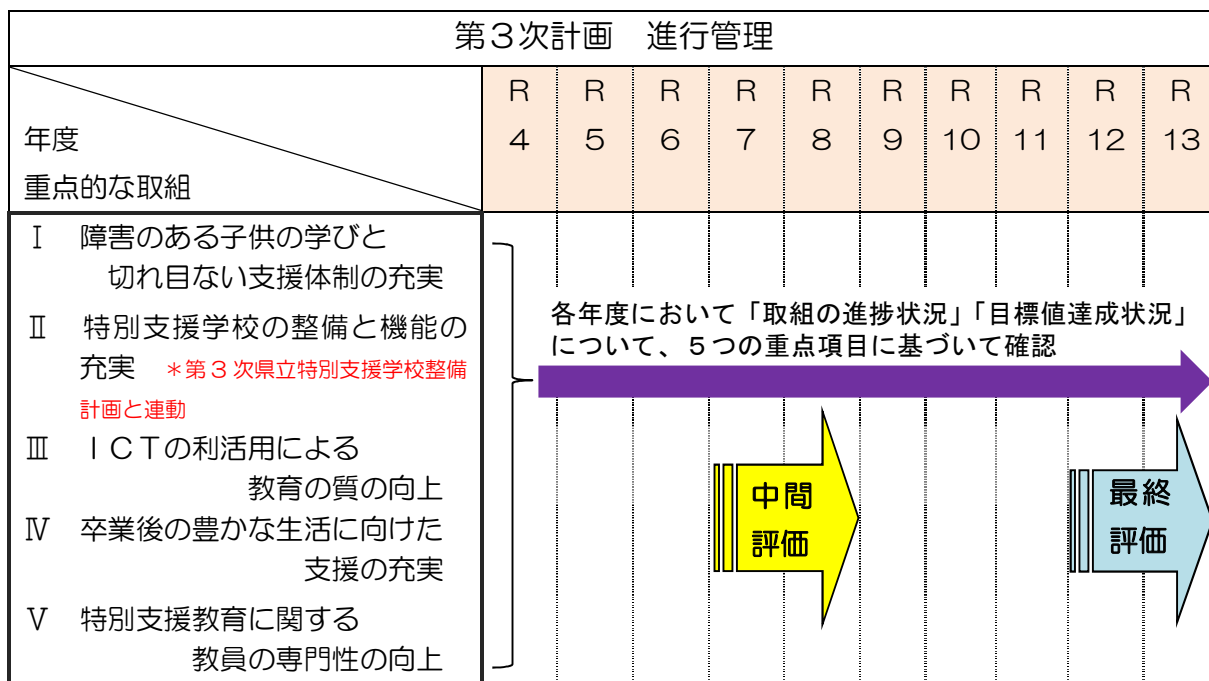 第３次計画　進行管理
年度
重点的な取組
R R R R R R R R R R
4 5 6 7 8 9 10 11 12 13
Ⅰ　障害のある子供の学びと
切れ目ない支援体制の充実
Ⅱ　特別支援学校の整備と機能の
充実　＊第３次県立特別支援学校整備
計画と連動
Ⅲ　ＩＣＴの利活用による
教育の質の向上
Ⅳ　卒業後の豊かな生活に向けた
支援の充実
Ⅴ　特別支援教育に関する
教員の専門性の向上
各年度において「取組の進捗状況」「目標値達成状況」
について、５つの重点項目に基づいて確認
中間
評価
最終
評価